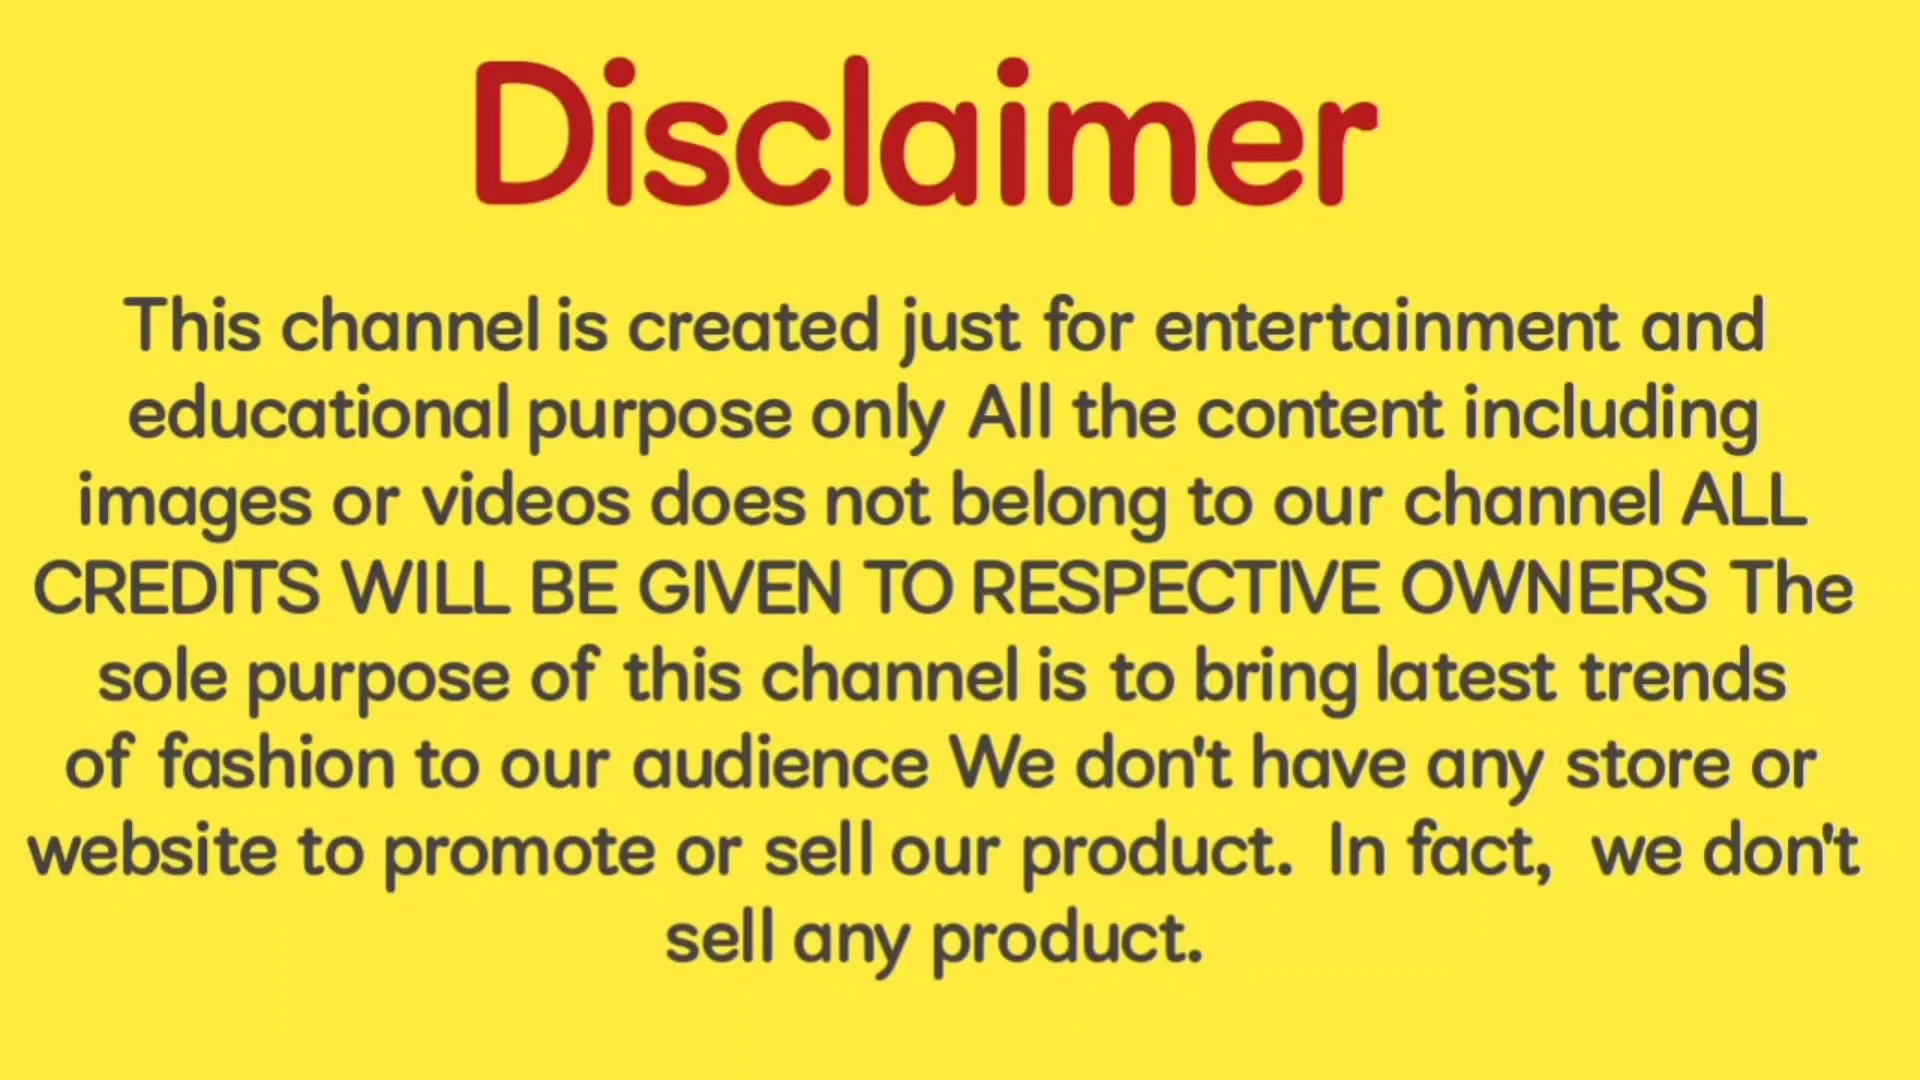 Disclaimer
This channel is created just for entertainment and
educational purpose only All the content including
images or videos does not belong to our channel ALL
CREDITS WILL BE GIVEN TO RESPECTIVE OWNERS The
sole purpose of this channel is to bring latest trends
of fashion to our audience We don't have any store or
website to promote or sell our product. In fact, we don't
sell any product.